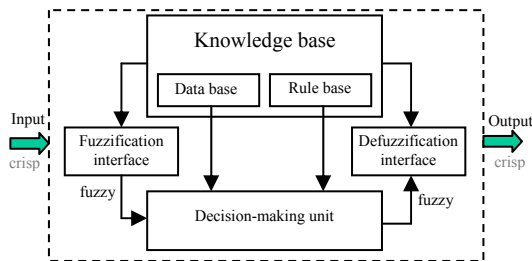 Knowledge base
Data base
Rule base
Input
crisp
Fuzzification
interface
Defuzzification
interface
Output
crisp
fuzzy
Decision-making unit
fuzzy